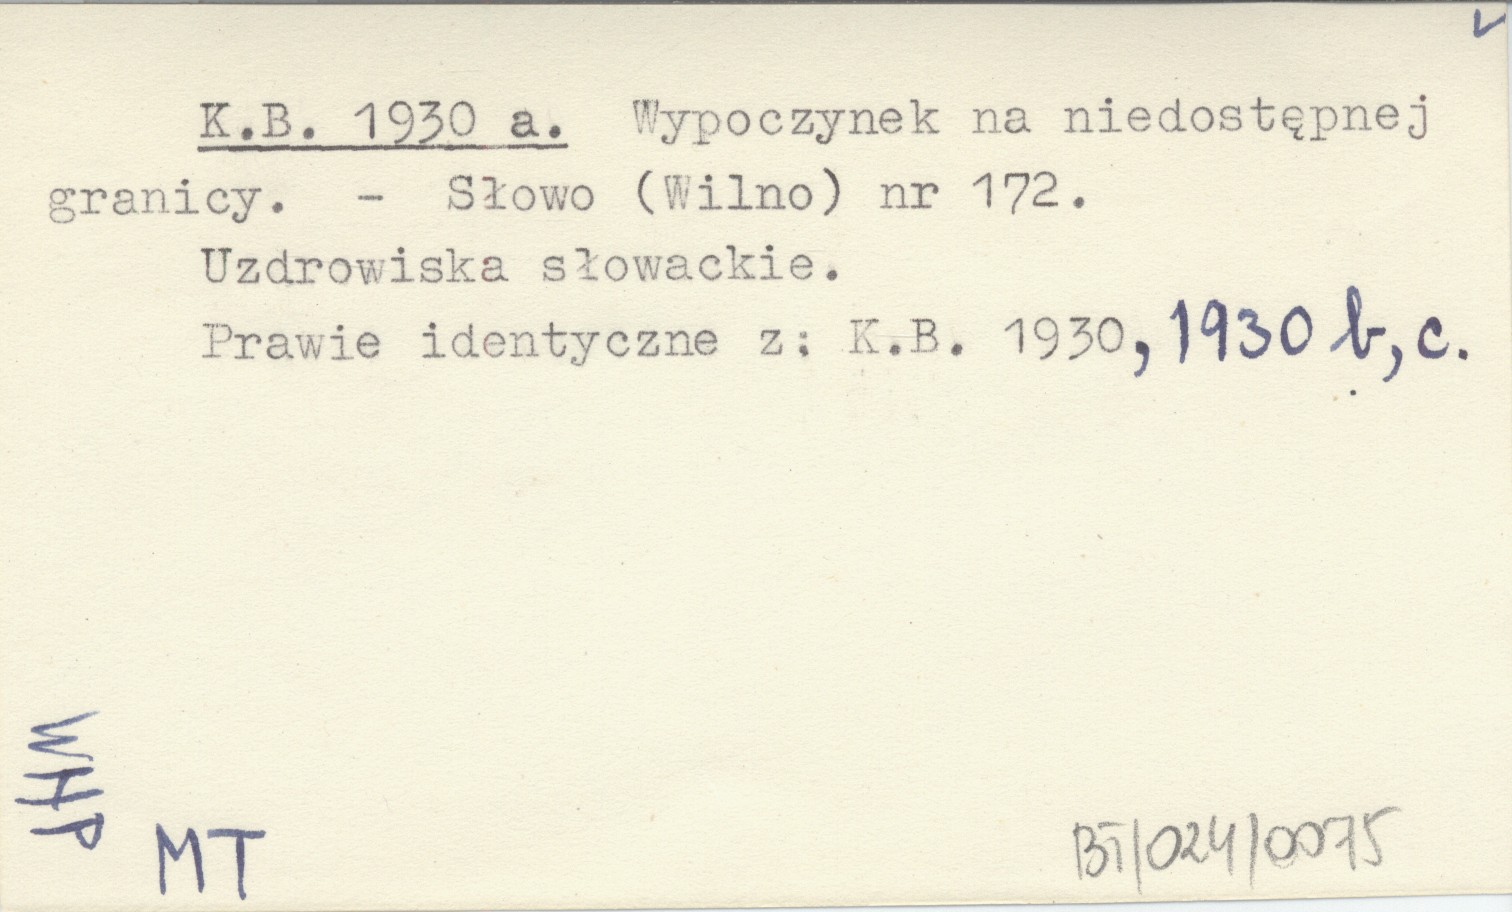 K.B. 1930 a. Wypoczynek na niedostępnej
granicy. - Słowo (Wilno) nr 172.
Uzdrowiska słowackie.
Prawie identyczne z: K.B. 1930, 1930 b, c.
WHP
MT
BT/024/0075